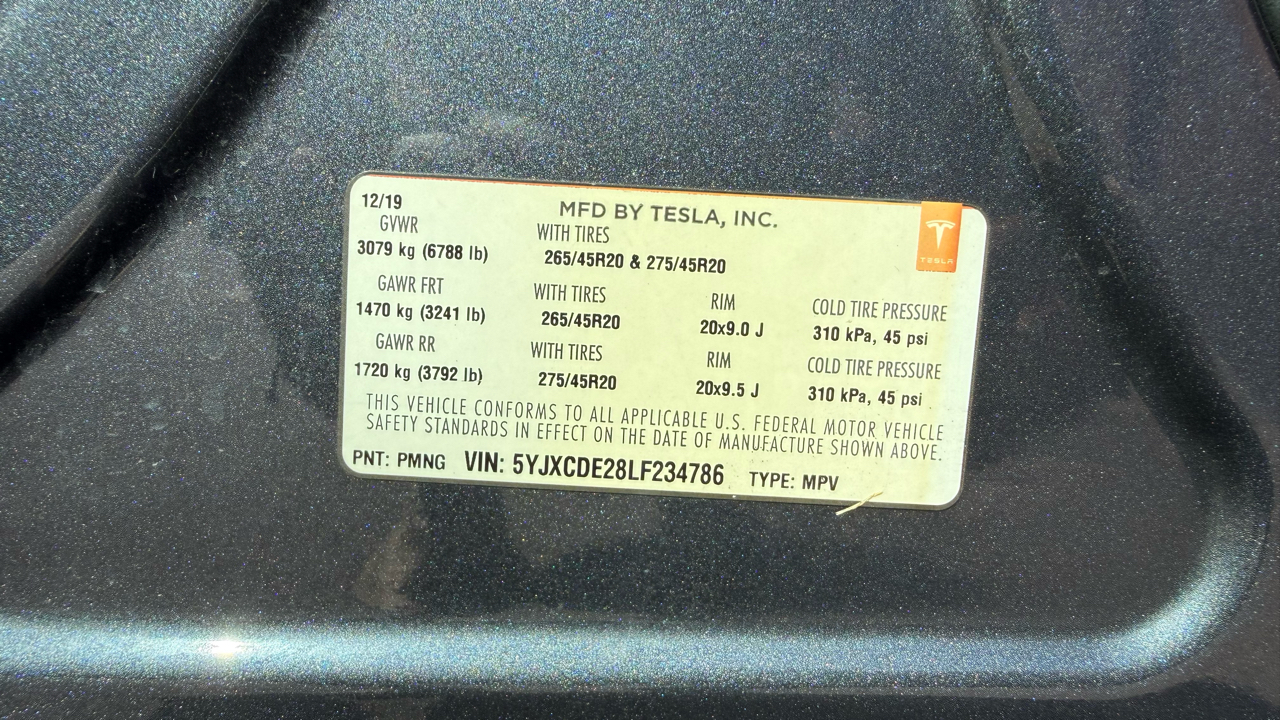 12/19 MFD BY TESLA, INC.
GVWR WITH TIRES
3079 kg (6788 lb) 265/45R20 & 275/45R20
TESLA
GAWR FRT WITH TIRES RIM COLD TIRE PRESSURE
1470 kg (3241 lb) 265/45R20 20x9.0 J 310 kPa, 45 psi
GAWR RR WITH TIRES RIM COLD TIRE PRESSURE
1720 kg (3792 lb) 275/45R20 20x9.5 J 310 kPa, 45 psi
THIS VEHICLE CONFORMS TO ALL APPLICABLE U.S. FEDERAL MOTOR VEHICLE
SAFETY STANDARDS IN EFFECT ON THE DATE OF MANUFACTURE SHOWN ABOVE.
PNT: PMNG VIN: 5YJXCDE28LF234786 TYPE: MPV